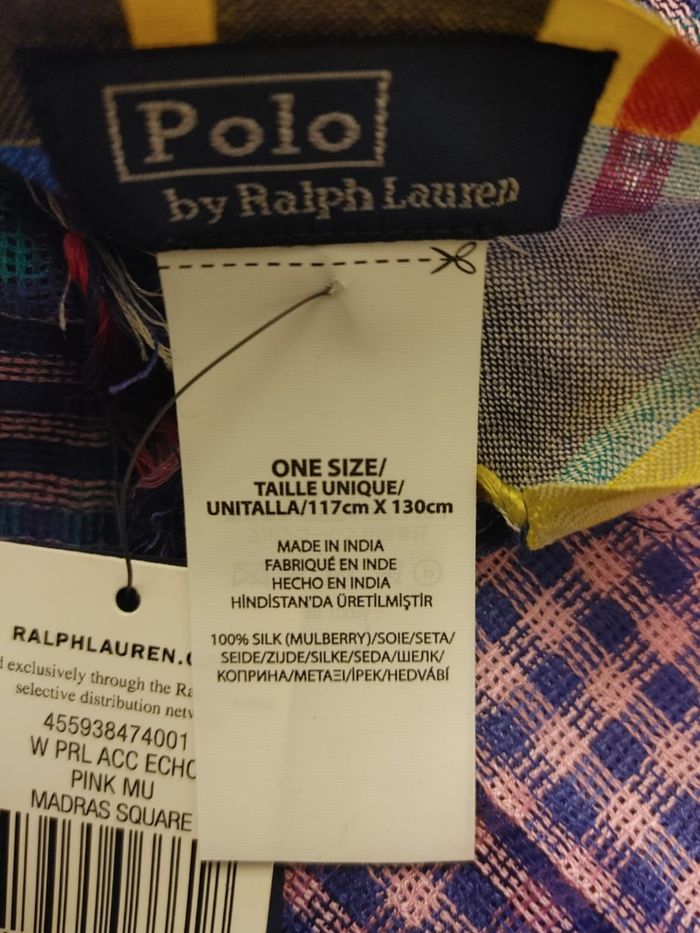 Polo
by Ralph Lauren
ONE SIZE/
TAILLE UNIQUE/
UNITALLA/117cm X 130cm
MADE IN INDIA
FABRIQUÉ EN INDE
HECHO EN INDIA
HİNDİSTAN'DA ÜRETİLMİŞTİR
100% SILK (MULBERRY)/SOIE/SETA/
SEIDE/ZIJDE/SILKE/SEDA/ШЕЛК/
КОПРИНА/ΜΕΤΑΞΙ/İPEK/HEDVÁBÍ
RALPHLAUREN.
exclusively through the Ra
selective distribution netw
455938474001
W PRL ACC ECHO
PINK MU
MADRAS SQUARE